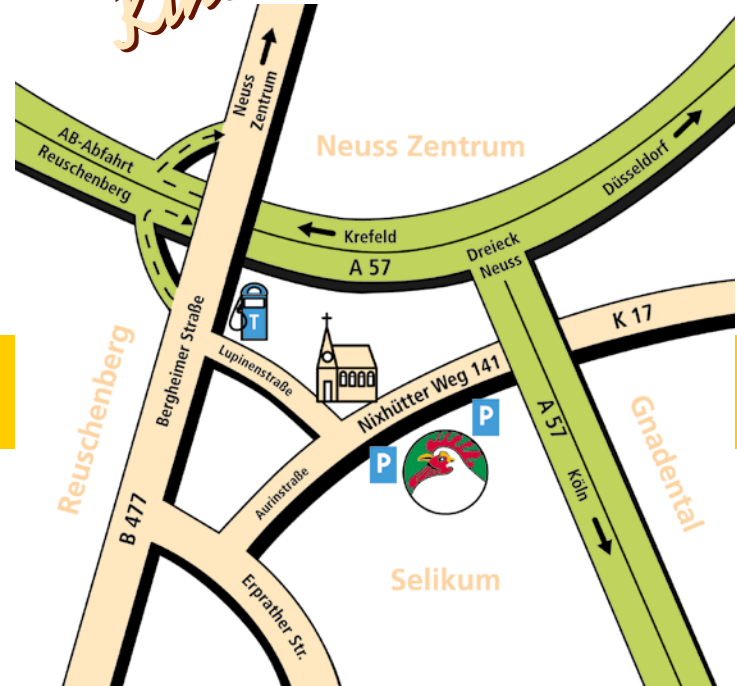 Neuss
Zentrum
AB-Abfahrt
Reuschenberg
Neuss Zentrum
Düsseldorf
Krefeld
A 57
Dreieck
Neuss
K 17
T
Bergheimer Straße
Lupinenstraße
Nixhütter Weg 141
Reuschenberg
P
P
A 57
Köln
Gnadental
Aurinstraße
B 477
Selikum
Erprather Str.